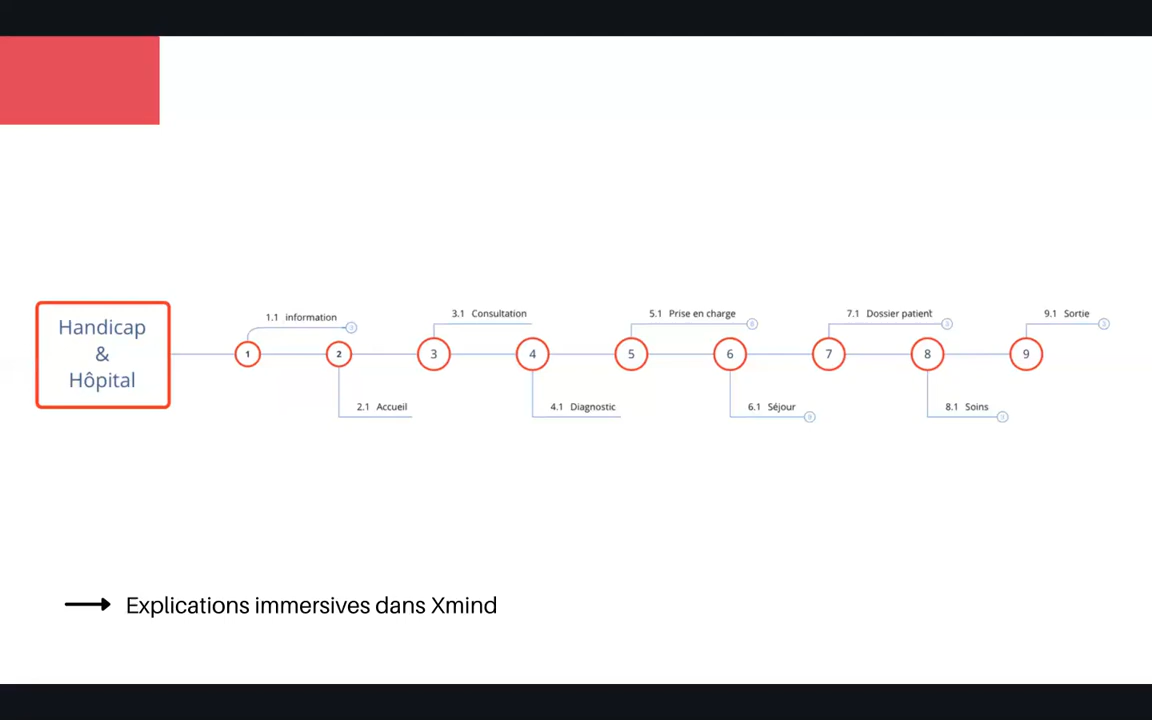 Handicap
&
Hôpital
1
1.1 information
2
2.1 Accueil
3
3.1 Consultation
4
4.1 Diagnostic
5
5.1 Prise en charge
6
6.1 Séjour
7
7.1 Dossier patient
8
8.1 Soins
9
9.1 Sortie
Explications immersives dans Xmind